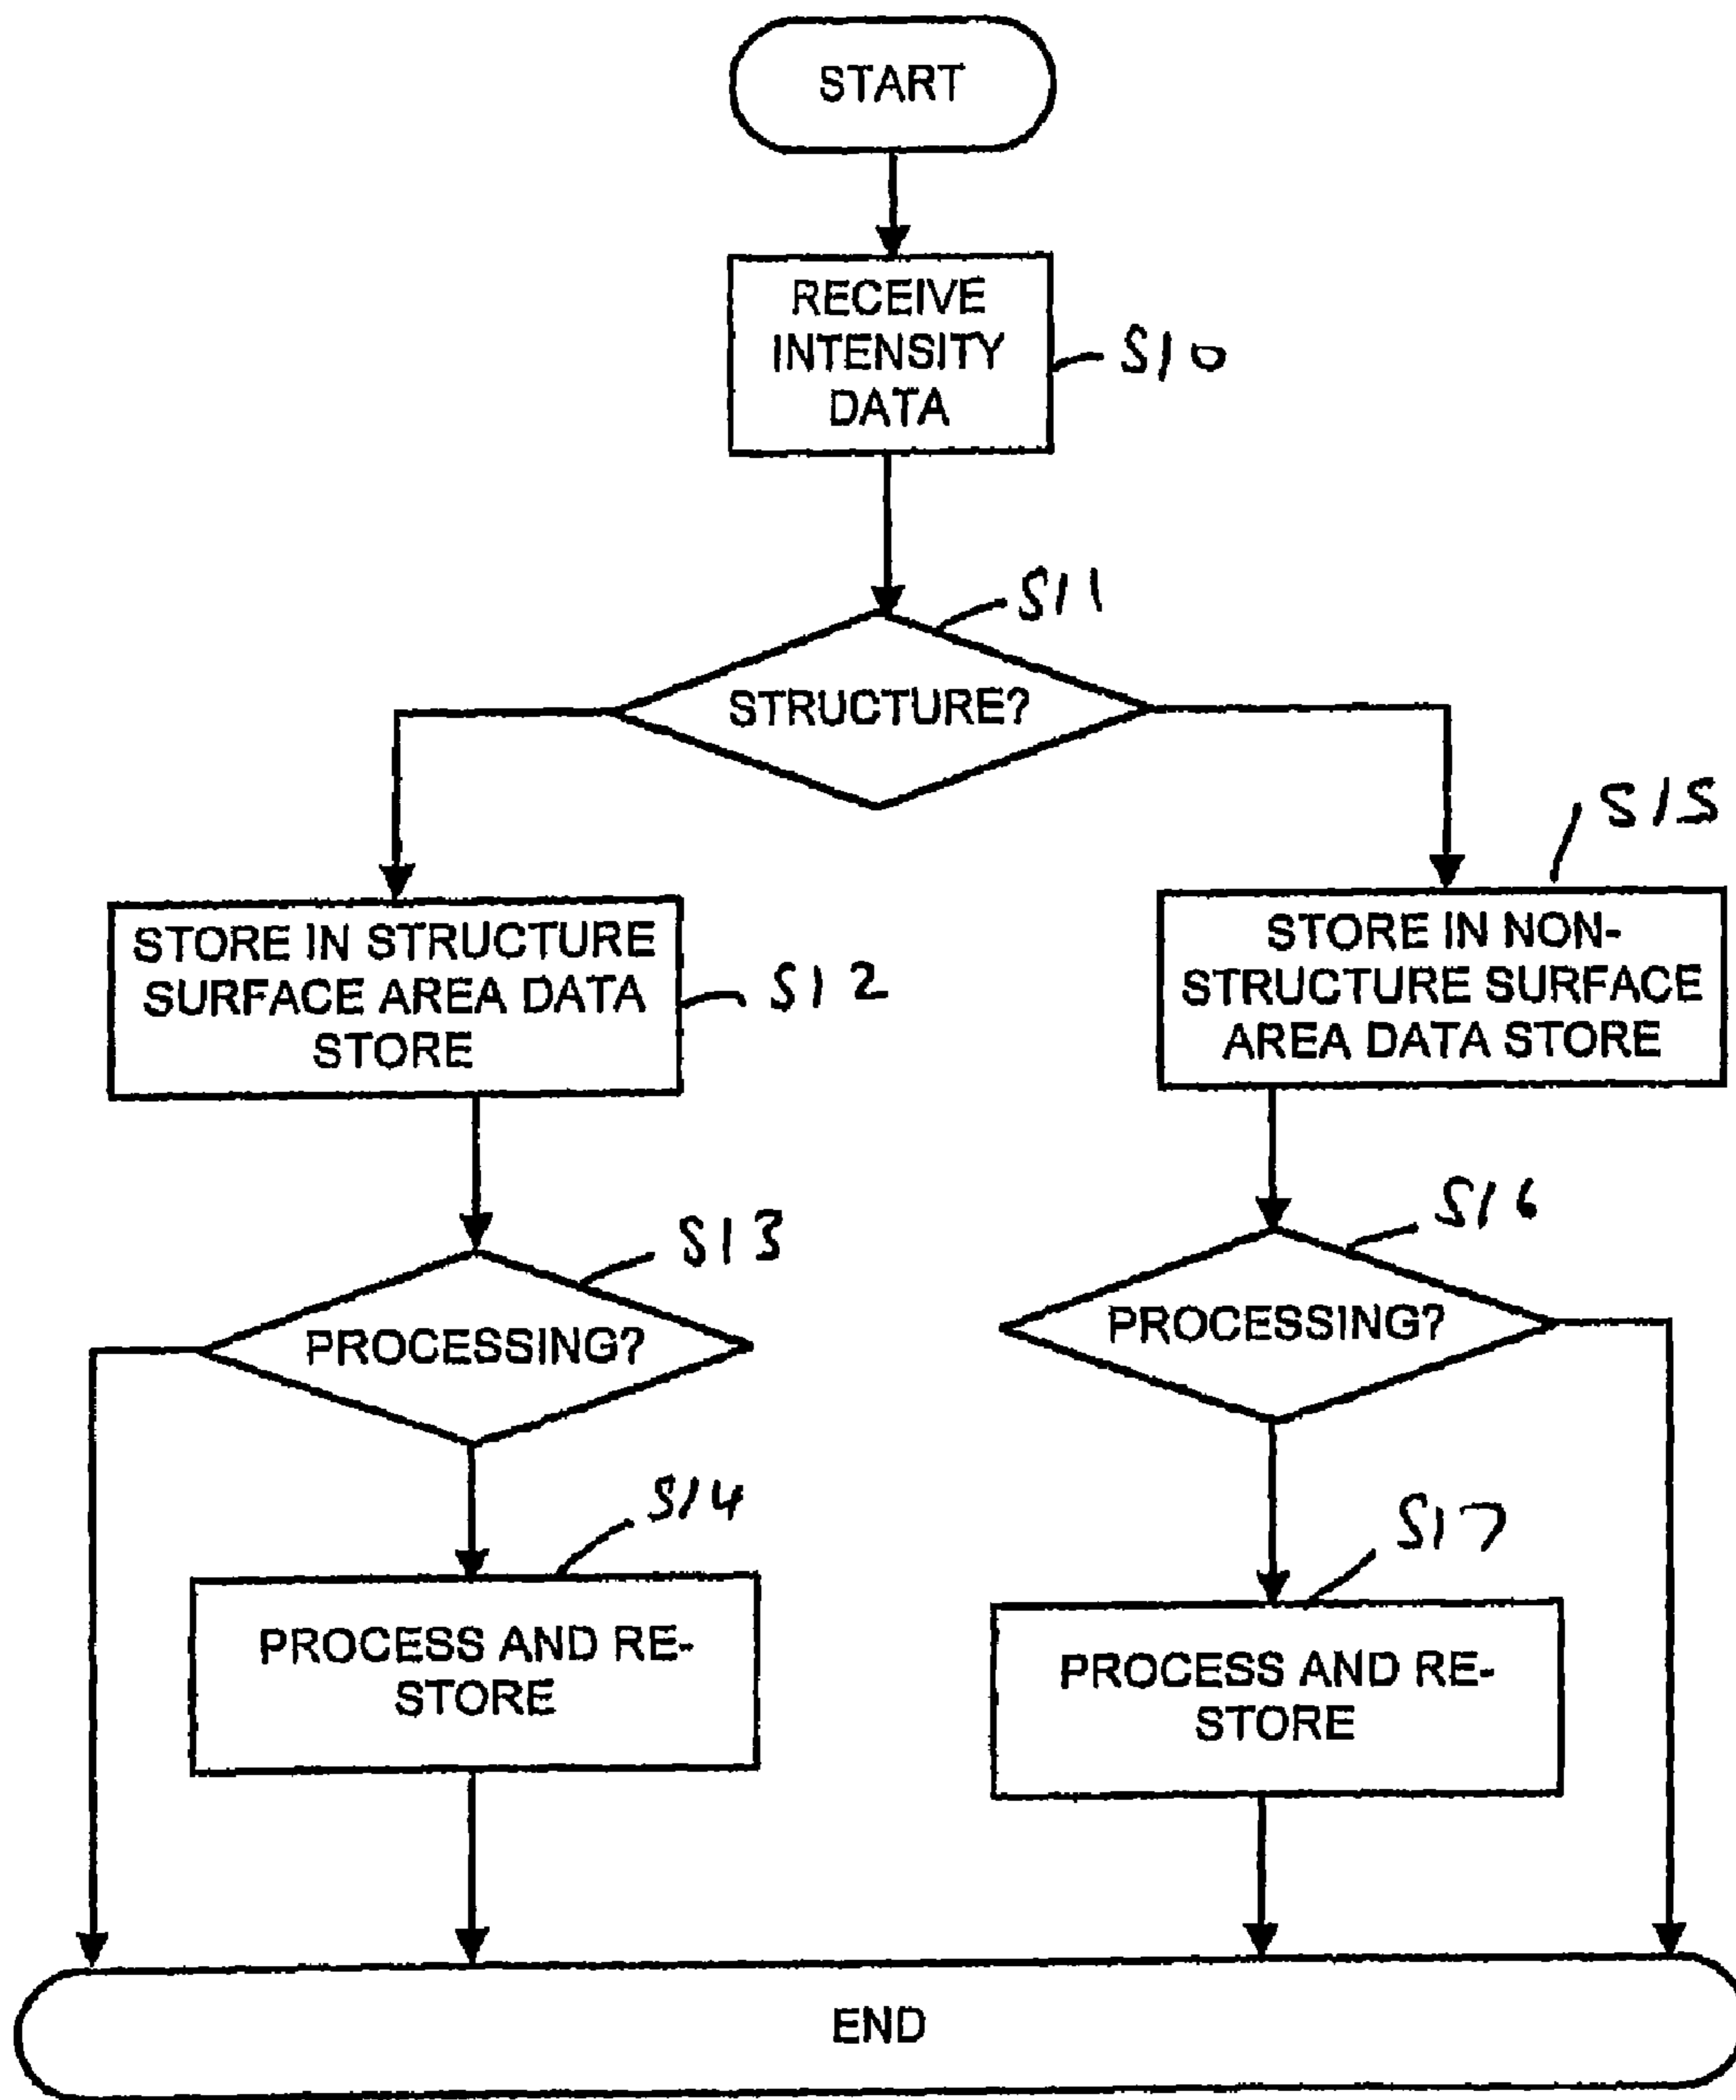 START
RECEIVE
INTENSITY
DATA
S10
S11
STRUCTURE?
S15
STORE IN STRUCTURE
SURFACE AREA DATA
STORE
S12
STORE IN NON-
STRUCTURE SURFACE
AREA DATA STORE
S13
PROCESSING?
S16
PROCESSING?
S14
PROCESS AND RE-
STORE
S17
PROCESS AND RE-
STORE
END